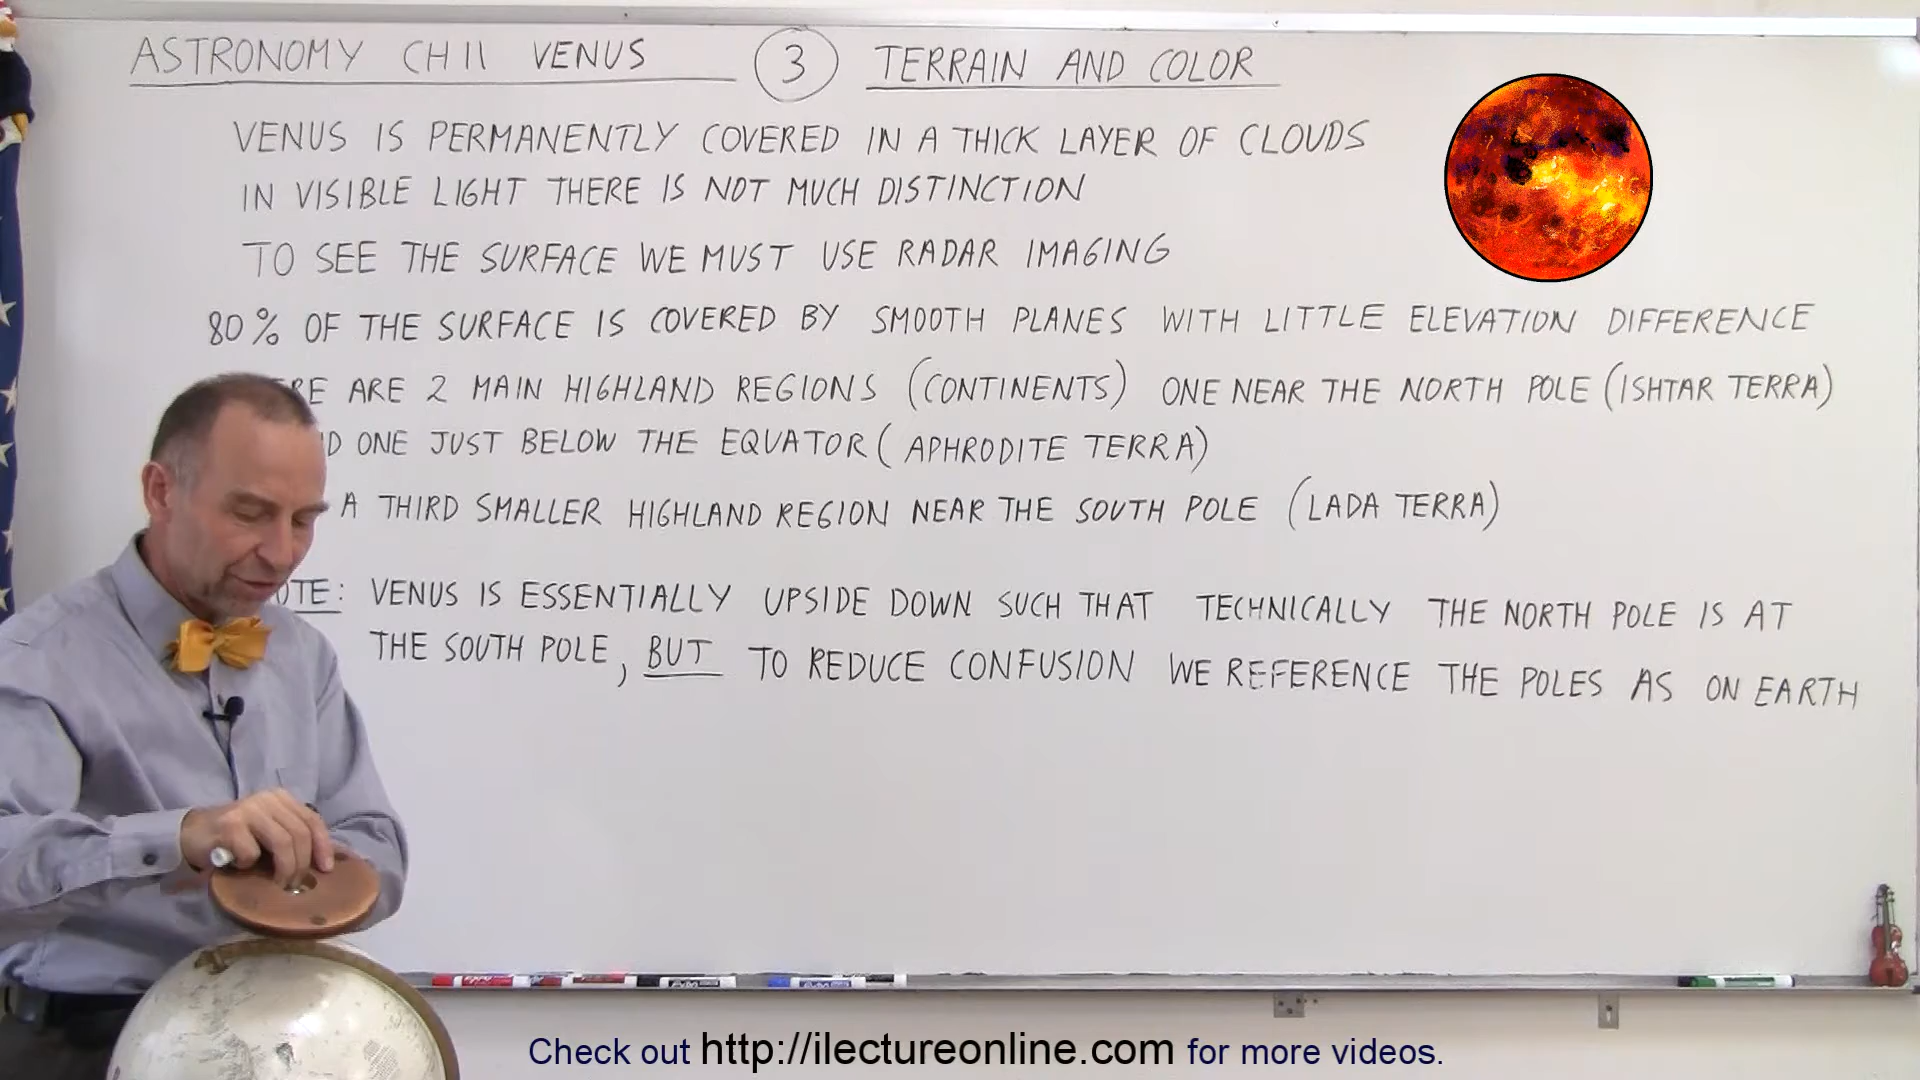 ASTRONOMY CH 11 VENUS 3 TERRAIN AND COLOR
VENUS IS PERMANENTLY COVERED IN A THICK LAYER OF CLOUDS
IN VISIBLE LIGHT THERE IS NOT MUCH DISTINCTION
TO SEE THE SURFACE WE MUST USE RADAR IMAGING
80% OF THE SURFACE IS COVERED BY SMOOTH PLANES WITH LITTLE ELEVATION DIFFERENCE
ARE 2 MAIN HIGHLAND REGIONS (CONTINENTS) ONE NEAR THE NORTH POLE (ISHTAR TERRA)
ONE JUST BELOW THE EQUATOR (APHRODITE TERRA)
A THIRD SMALLER HIGHLAND REGION NEAR THE SOUTH POLE (LADA TERRA)
VENUS IS ESSENTIALLY UPSIDE DOWN SUCH THAT TECHNICALLY THE NORTH POLE IS AT
THE SOUTH POLE, BUT TO REDUCE CONFUSION WE REFERENCE THE POLES AS ON EARTH
Check out http://ilectureonline.com for more videos.